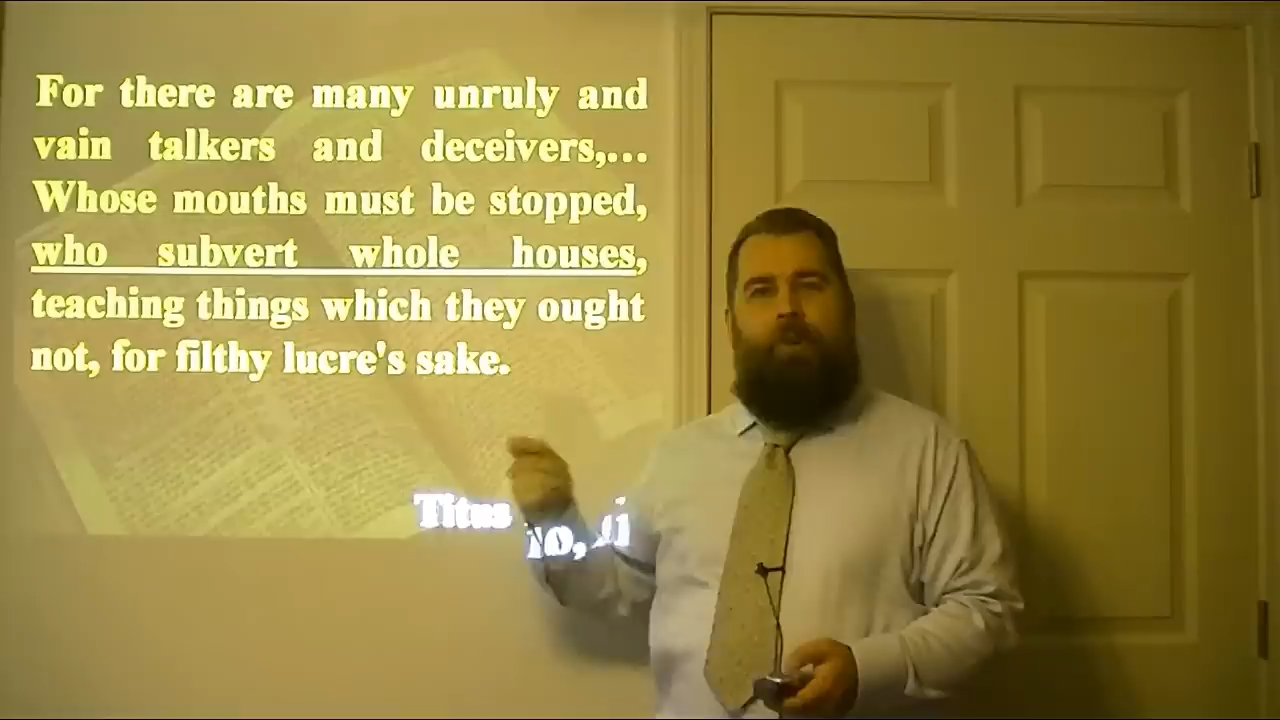 For there are many unruly and
vain talkers and deceivers,...
Whose mouths must be stopped,
who subvert whole houses,
teaching things which they ought
not, for filthy lucre's sake.
Titus